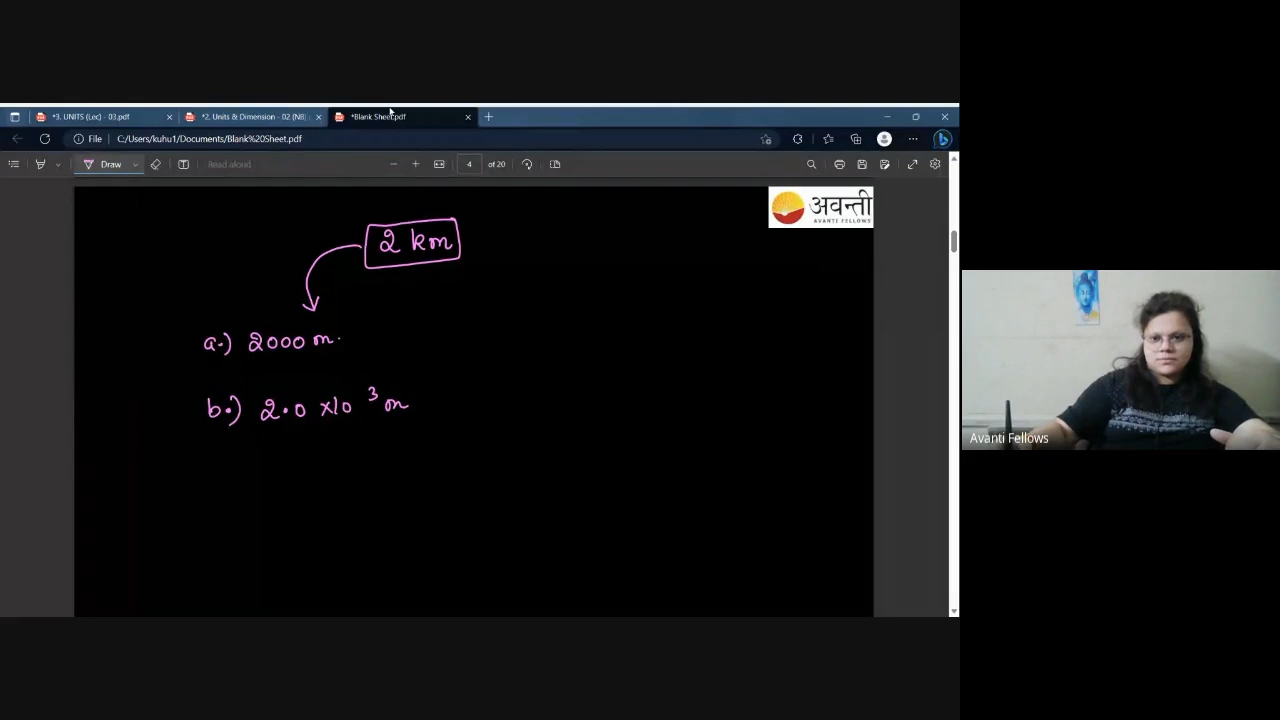 *3. UNITS (Lec) - 03.pdf
*2. Units & Dimension - 02 (NB)
*Blank Sheet.pdf
File
C:/Users/kuhu1/Documents/Blank%20Sheet.pdf
Draw
Read aloud
4
of 20
अवन्ती
AVANTI FELLOWS
2 km
a.) 2000 m.
b.) 2.0 x10 3 m
Avanti Fellows